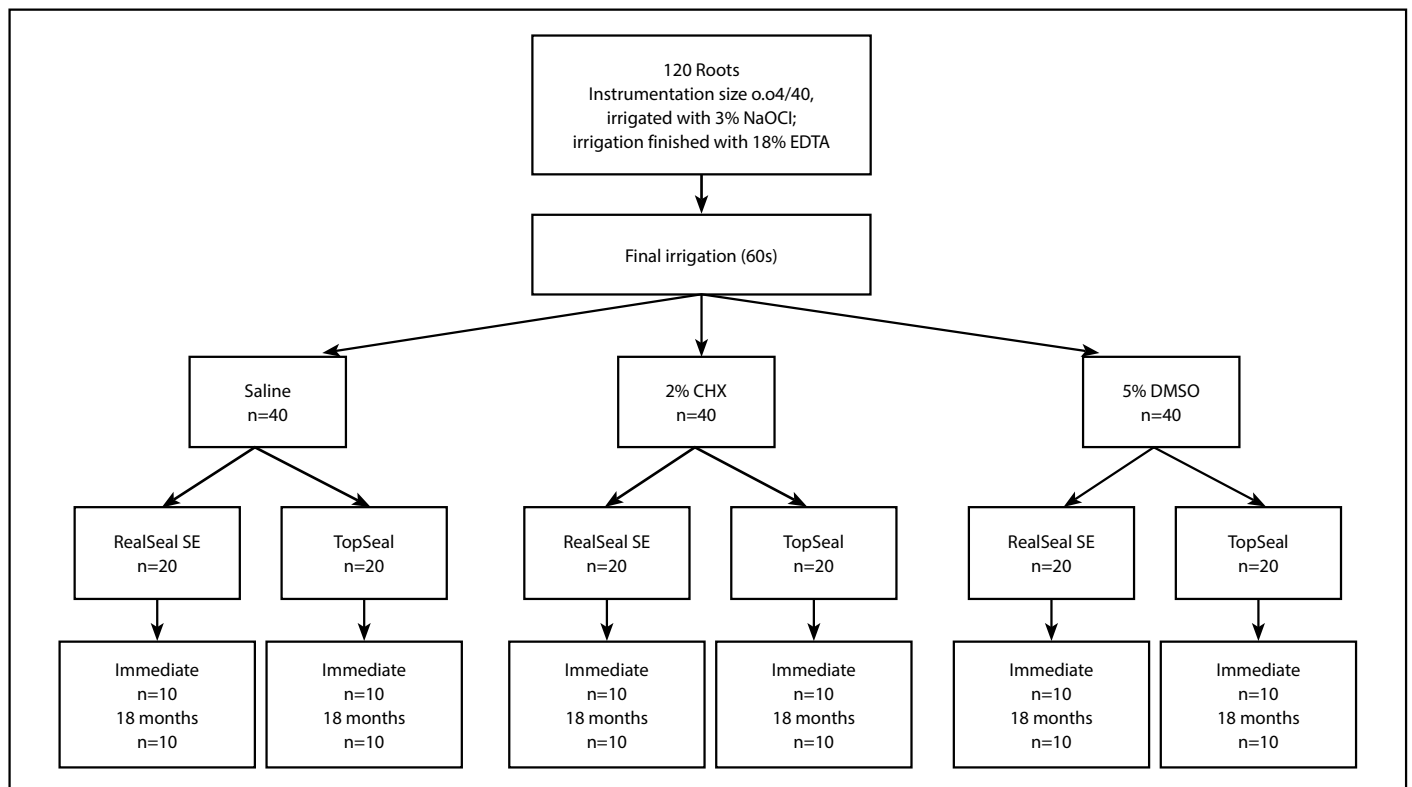 120 Roots
Instrumentation size o.o4/40,
irrigated with 3% NaOCl;
irrigation finished with 18% EDTA
Final irrigation (60s)
Saline
n=40
2% CHX
n=40
5% DMSO
n=40
RealSeal SE
n=20
TopSeal
n=20
RealSeal SE
n=20
TopSeal
n=20
RealSeal SE
n=20
TopSeal
n=20
Immediate
n=10
18 months
n=10
Immediate
n=10
18 months
n=10
Immediate
n=10
18 months
n=10
Immediate
n=10
18 months
n=10
Immediate
n=10
18 months
n=10
Immediate
n=10
18 months
n=10